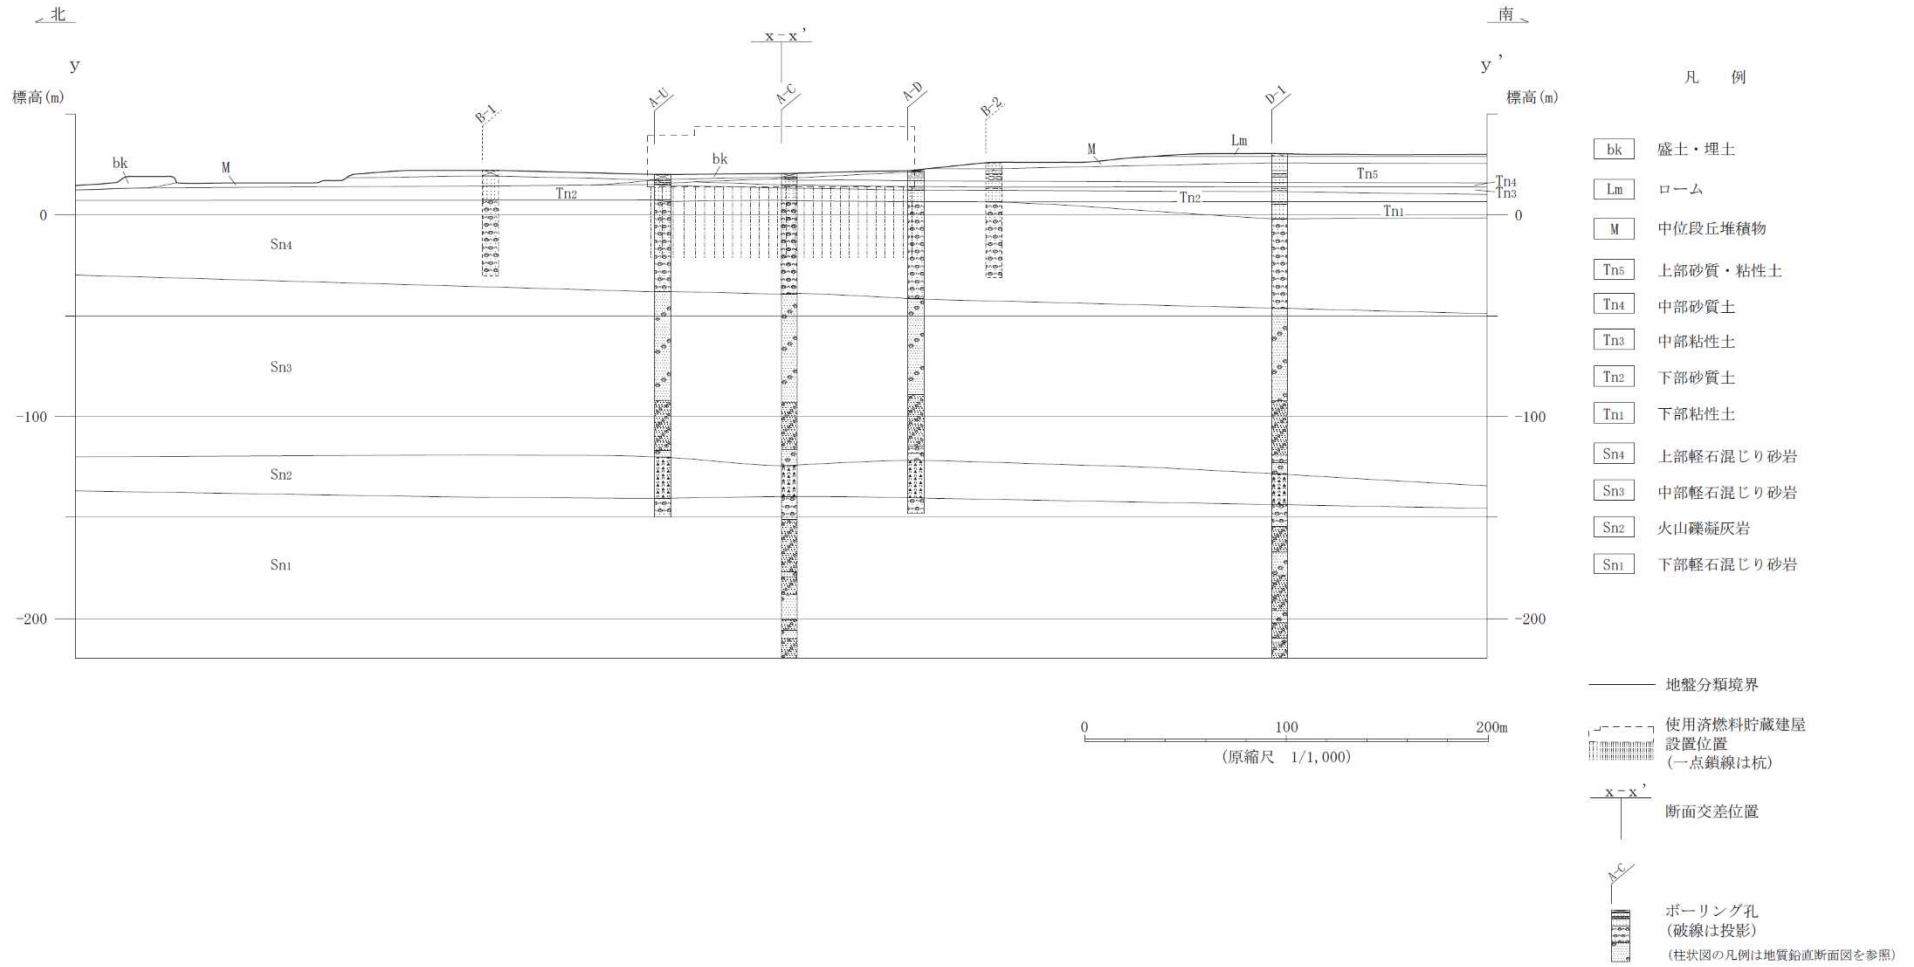 北
南
x-x'
y
y'
標高(m)
標高(m)
B-1
A-U
A-C
A-D
B-2
D-1
bk
M
bk
M
Lm
Tn5
Tn4
Tn3
Tn2
Tn2
Tn1
0
0
Sn4
Sn3
-100
-100
Sn2
Sn1
-200
-200
0 100 200m
(原縮尺 1/1,000)
凡 例
bk 盛土・埋土
Lm ローム
M 中位段丘堆積物
Tn5 上部砂質・粘性土
Tn4 中部砂質土
Tn3 中部粘性土
Tn2 下部砂質土
Tn1 下部粘性土
Sn4 上部軽石混じり砂岩
Sn3 中部軽石混じり砂岩
Sn2 火山礫凝灰岩
Sn1 下部軽石混じり砂岩
地盤分類境界
使用済燃料貯蔵建屋
設置位置
(一点鎖線は杭)
x-x'
断面交差位置
A-C
ボーリング孔
(破線は投影)
(柱状図の凡例は地質鉛直断面図を参照)